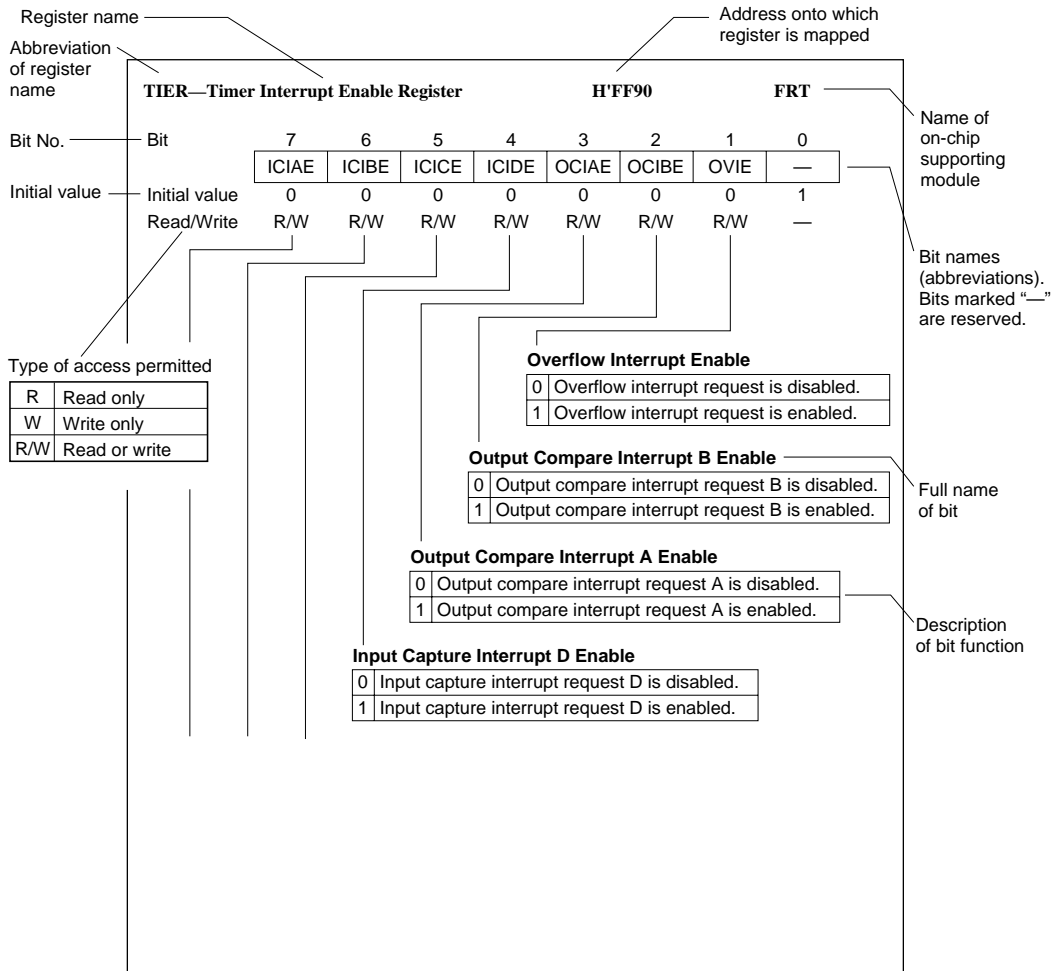 Register name
Address onto which
register is mapped
Abbreviation
of register
name
TIER—Timer Interrupt Enable Register H'FF90 FRT
Name of
on-chip
supporting
module
Bit No.
Bit 7 6 5 4 3 2 1 0
ICIAE ICIBE ICICE ICIDE OCIAE OCIBE OVIE —
Initial value
Initial value 0 0 0 0 0 0 0 1
Read/Write R/W R/W R/W R/W R/W R/W R/W —
Bit names
(abbreviations).
Bits marked “—”
are reserved.
Type of access permitted
R Read only
W Write only
R/W Read or write
Overflow Interrupt Enable
0 Overflow interrupt request is disabled.
1 Overflow interrupt request is enabled.
Output Compare Interrupt B Enable
0 Output compare interrupt request B is disabled.
1 Output compare interrupt request B is enabled.
Full name
of bit
Output Compare Interrupt A Enable
0 Output compare interrupt request A is disabled.
1 Output compare interrupt request A is enabled.
Description
of bit function
Input Capture Interrupt D Enable
0 Input capture interrupt request D is disabled.
1 Input capture interrupt request D is enabled.